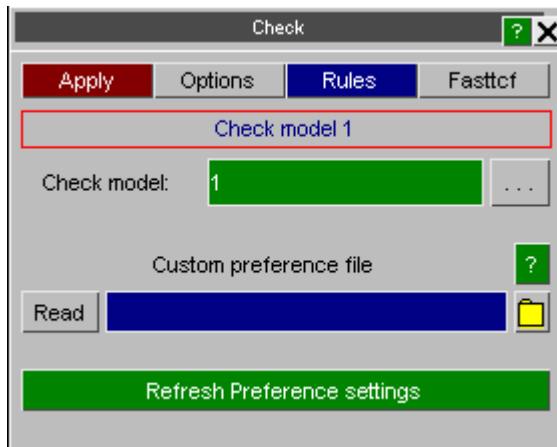 Check ? X
Apply Options Rules Fasttcf
Check model 1
Check model: 1 ...
Custom preference file ?
Read
Refresh Preference settings